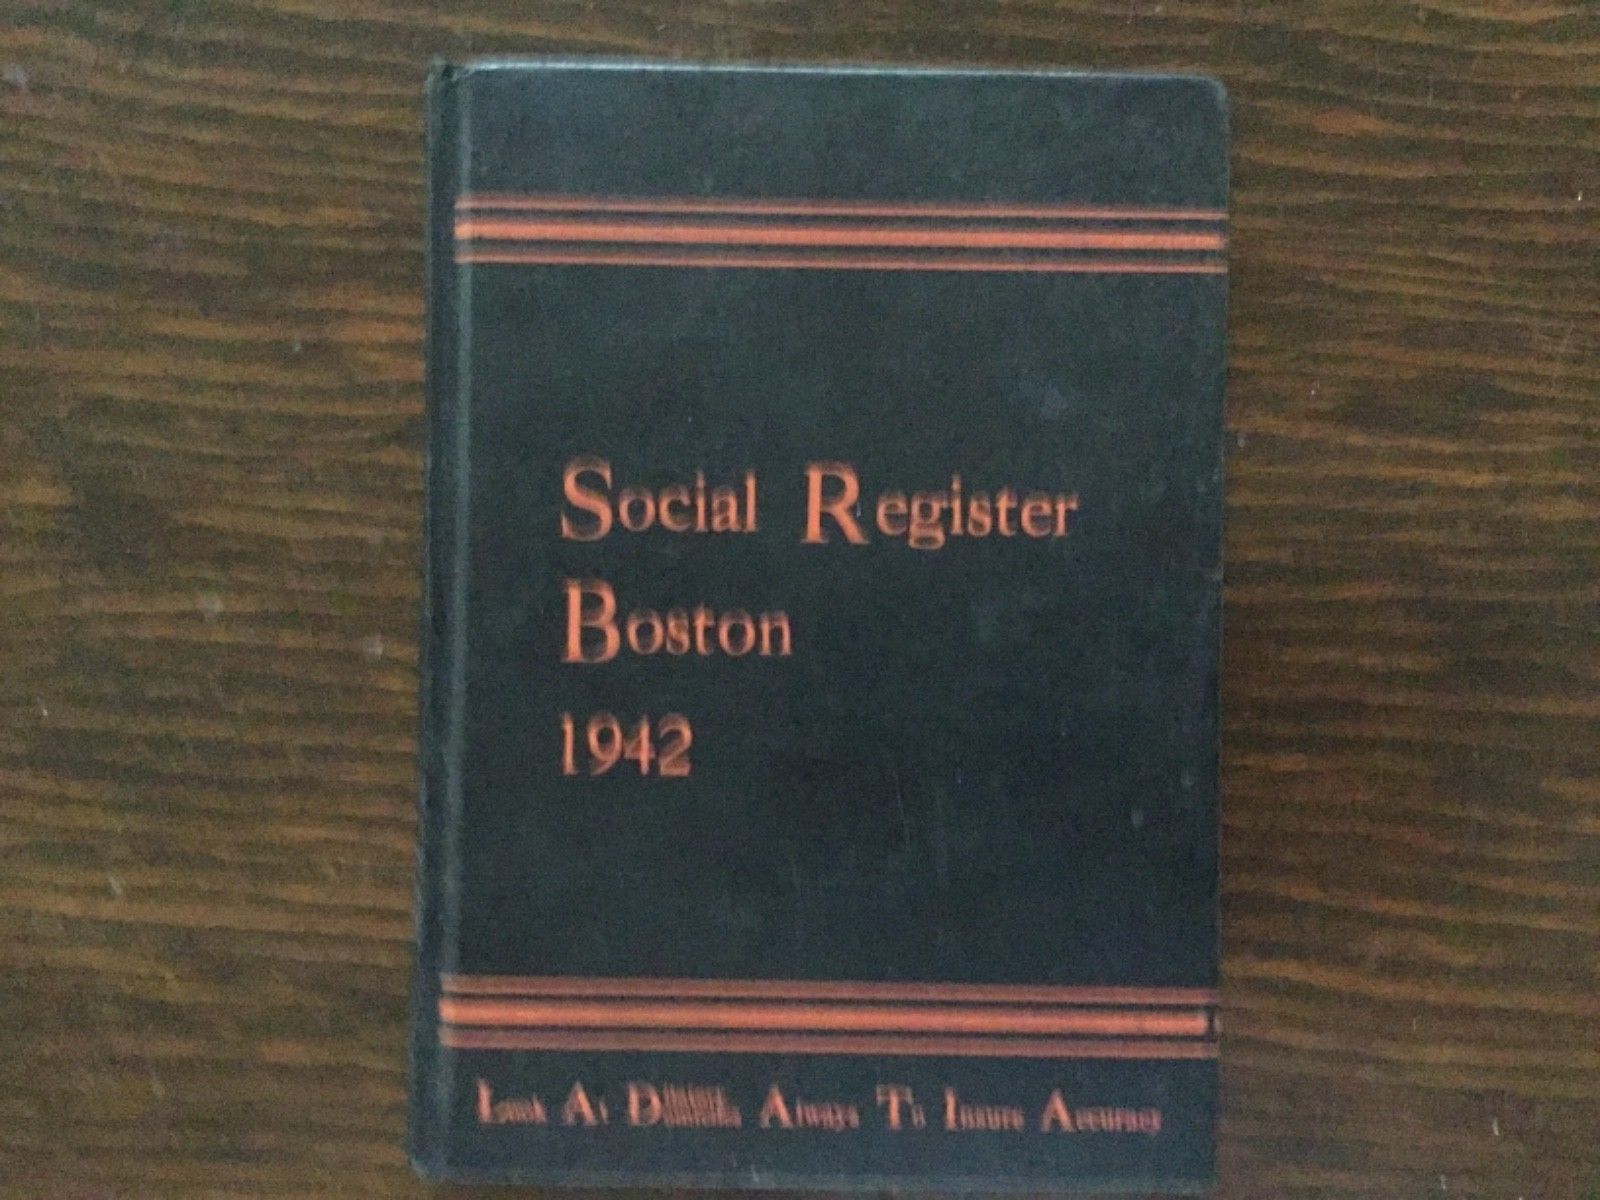 Social Register
Boston
1942
Look At Always To Insure Accuracy